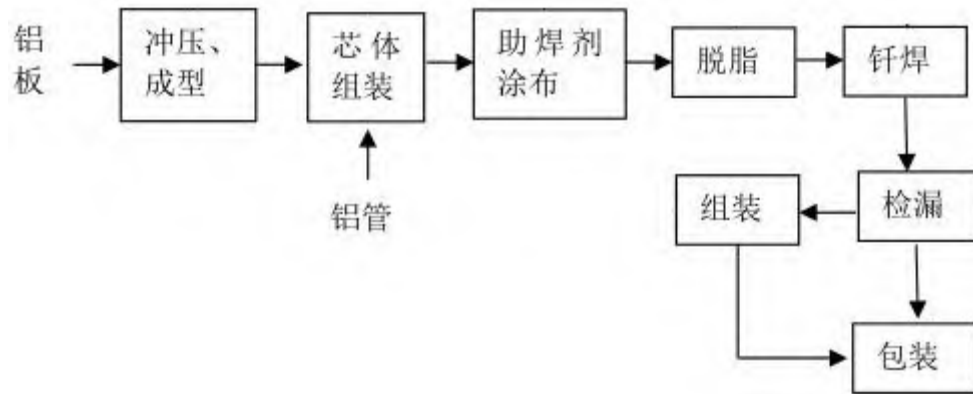 铝
板
冲压、
成型
芯体
组装
助焊剂
涂布
脱脂
钎焊
铝管
组装
检漏
包装